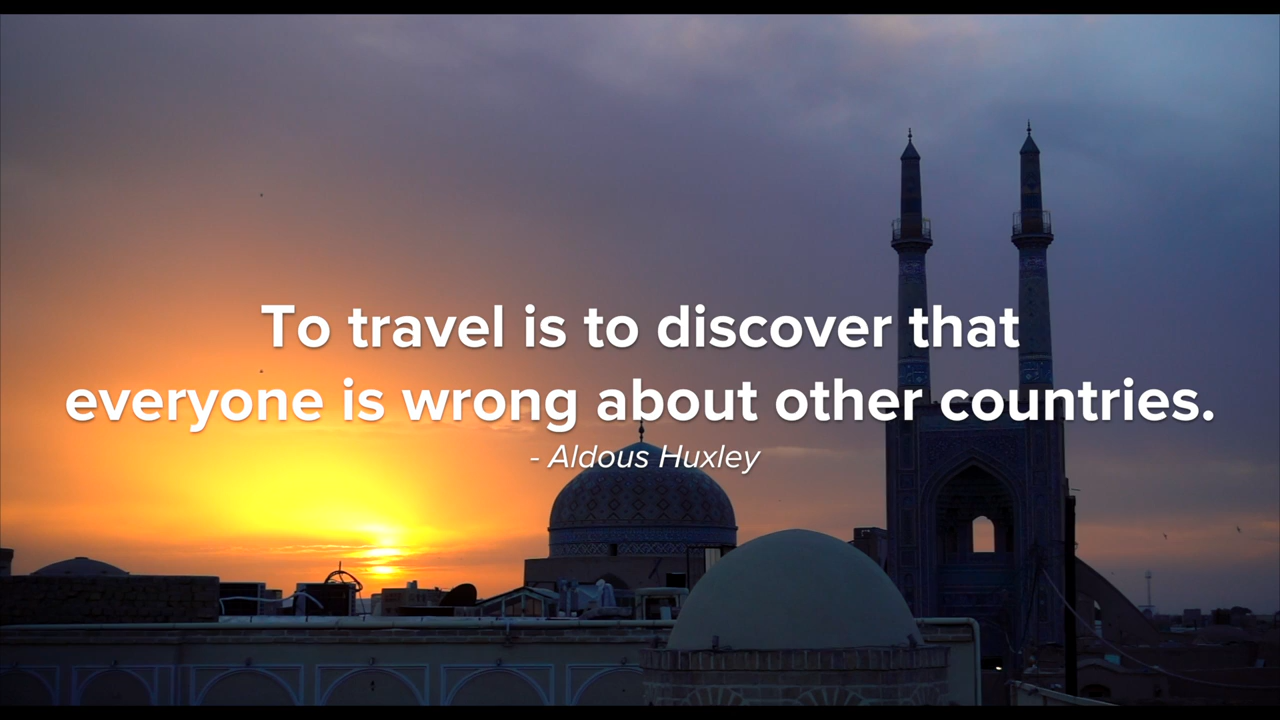 To travel is to discover that
everyone is wrong about other countries.
- Aldous Huxley